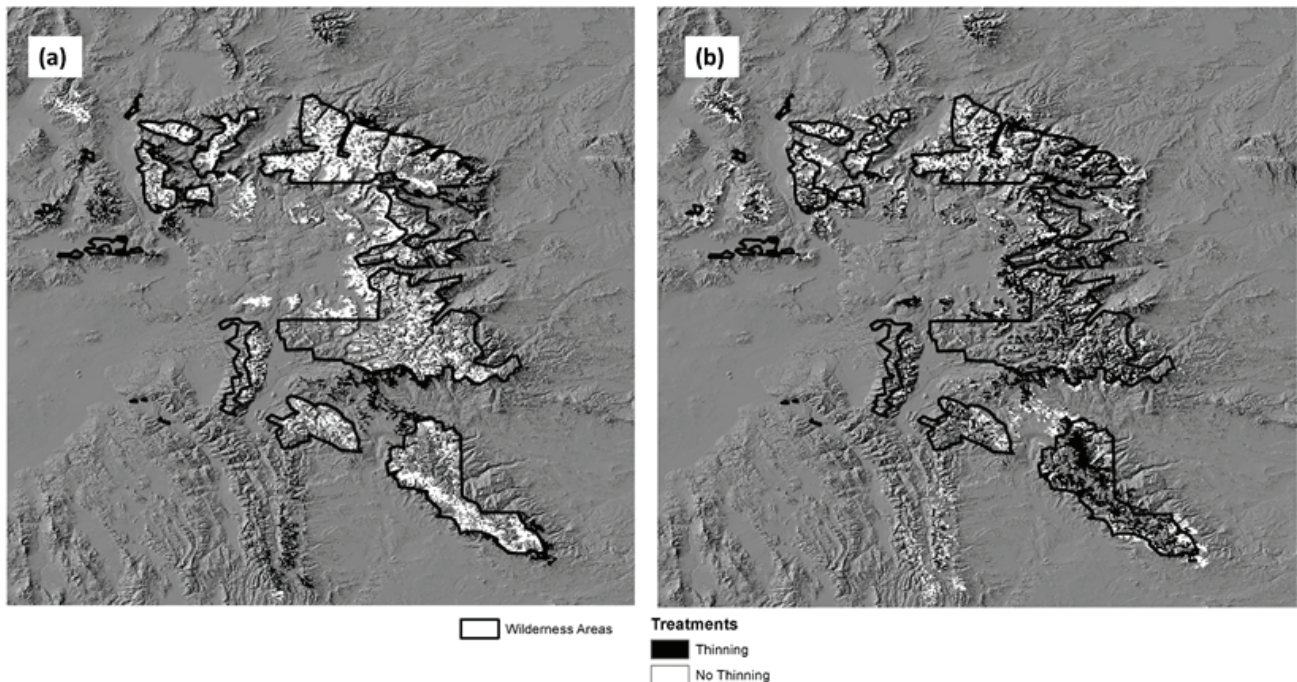 (a)
(b)
Wilderness Areas
Treatments
Thinning
No Thinning